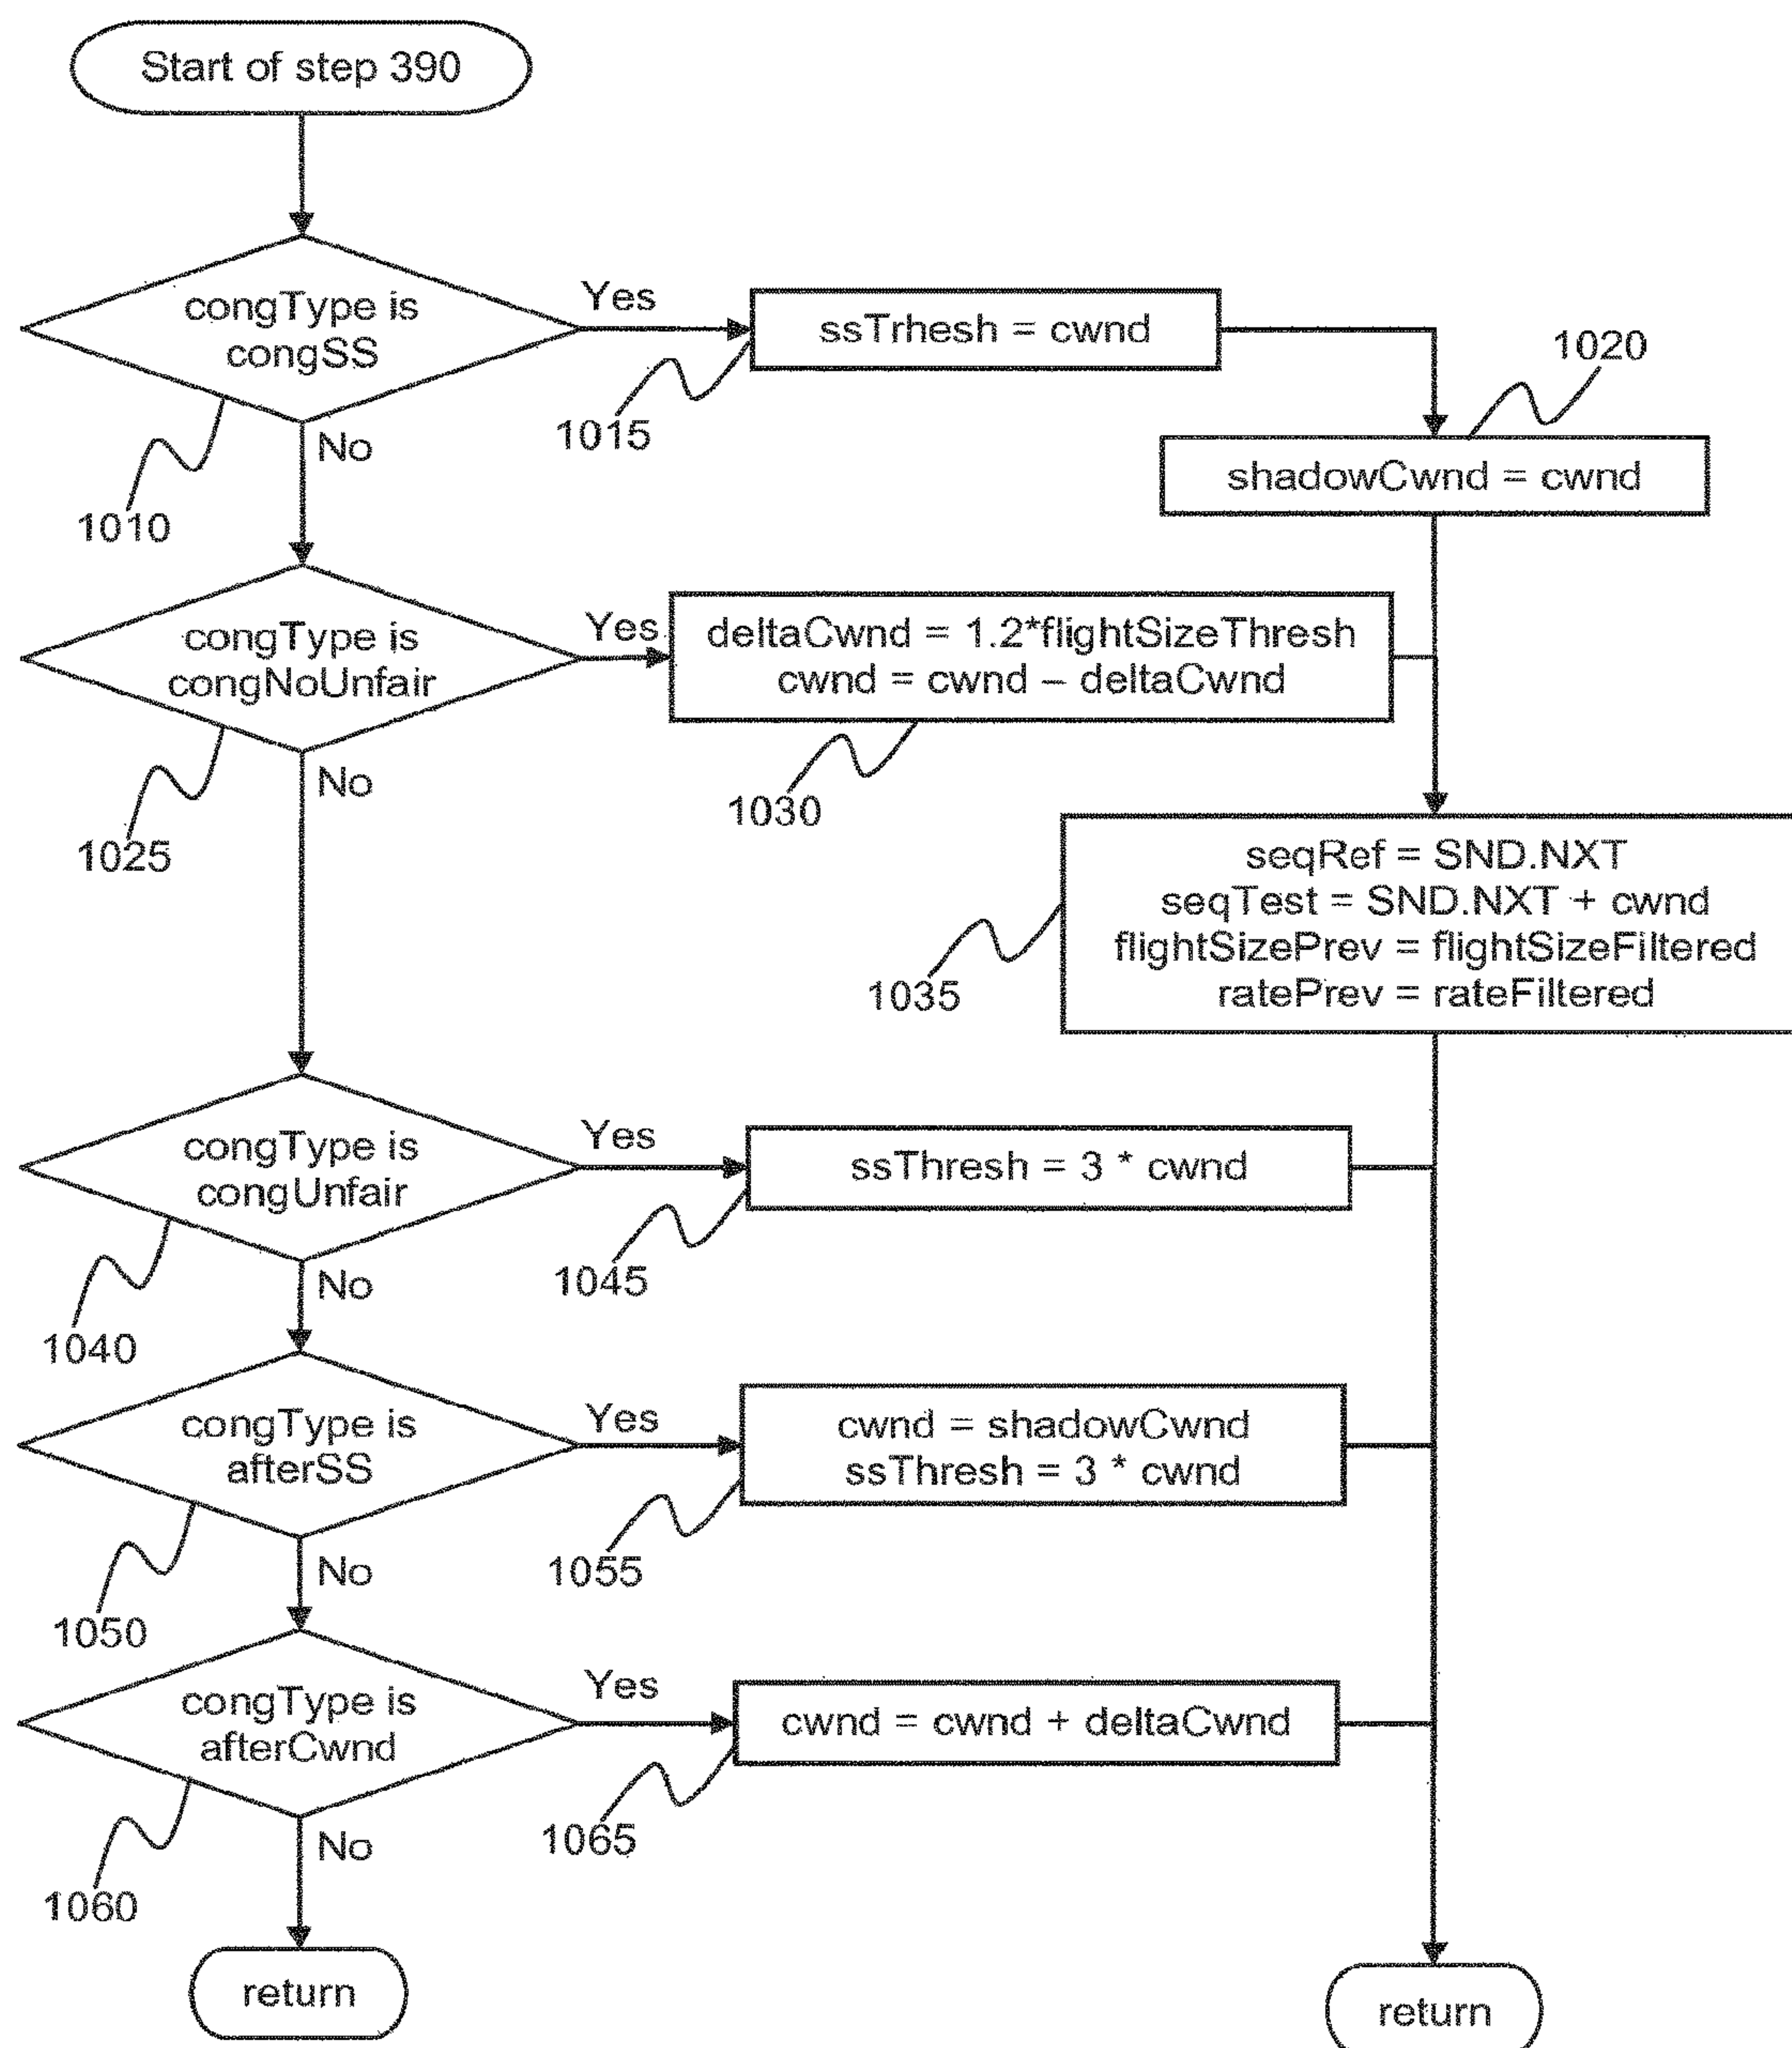 Start of step 390
congType is
congSS
Yes
ssTrhesh = cwnd
1020
1015
No
1010
shadowCwnd = cwnd
congType is
congNoUnfair
Yes
deltaCwnd = 1.2*flightSizeThresh
cwnd = cwnd – deltaCwnd
No
1030
1025
seqRef = SND.NXT
seqTest = SND.NXT + cwnd
flightSizePrev = flightSizeFiltered
ratePrev = rateFiltered
1035
congType is
congUnfair
Yes
ssThresh = 3 * cwnd
No
1045
1040
congType is
afterSS
Yes
cwnd = shadowCwnd
ssThresh = 3 * cwnd
No
1055
1050
congType is
afterCwnd
Yes
cwnd = cwnd + deltaCwnd
No
1065
1060
return
return